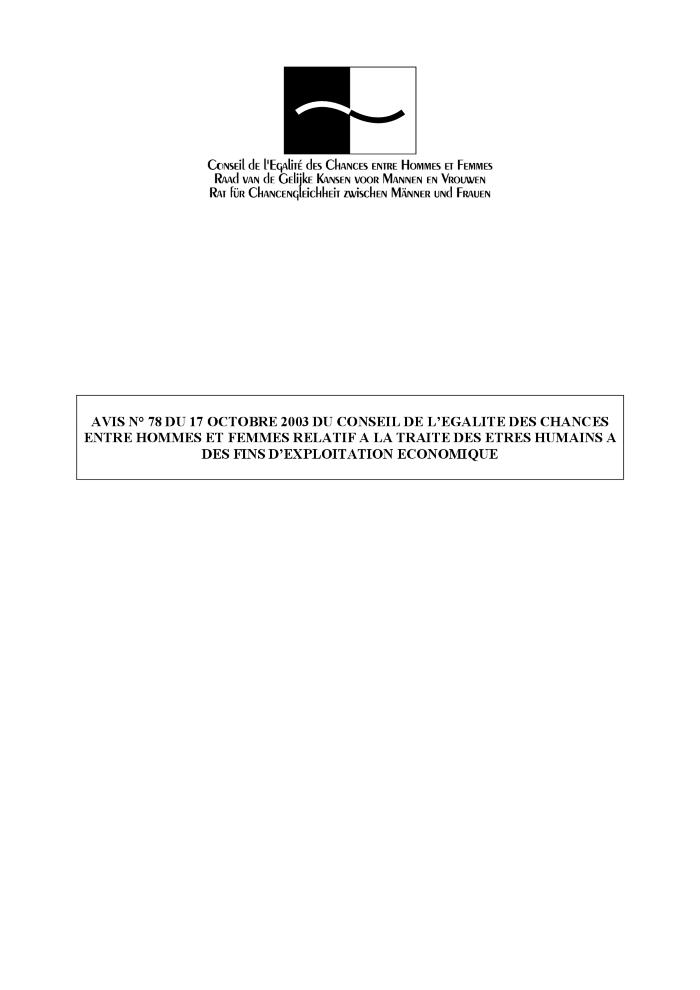 Conseil de l'Egalité des Chances entre Hommes et Femmes
Raad van de Gelijke Kansen voor Mannen en Vrouwen
Rat für Chancengleichheit zwischen Männer und Frauen
AVIS N° 78 DU 17 OCTOBRE 2003 DU CONSEIL DE L’EGALITE DES CHANCES
ENTRE HOMMES ET FEMMES RELATIF A LA TRAITE DES ETRES HUMAINS A
DES FINS D’EXPLOITATION ECONOMIQUE